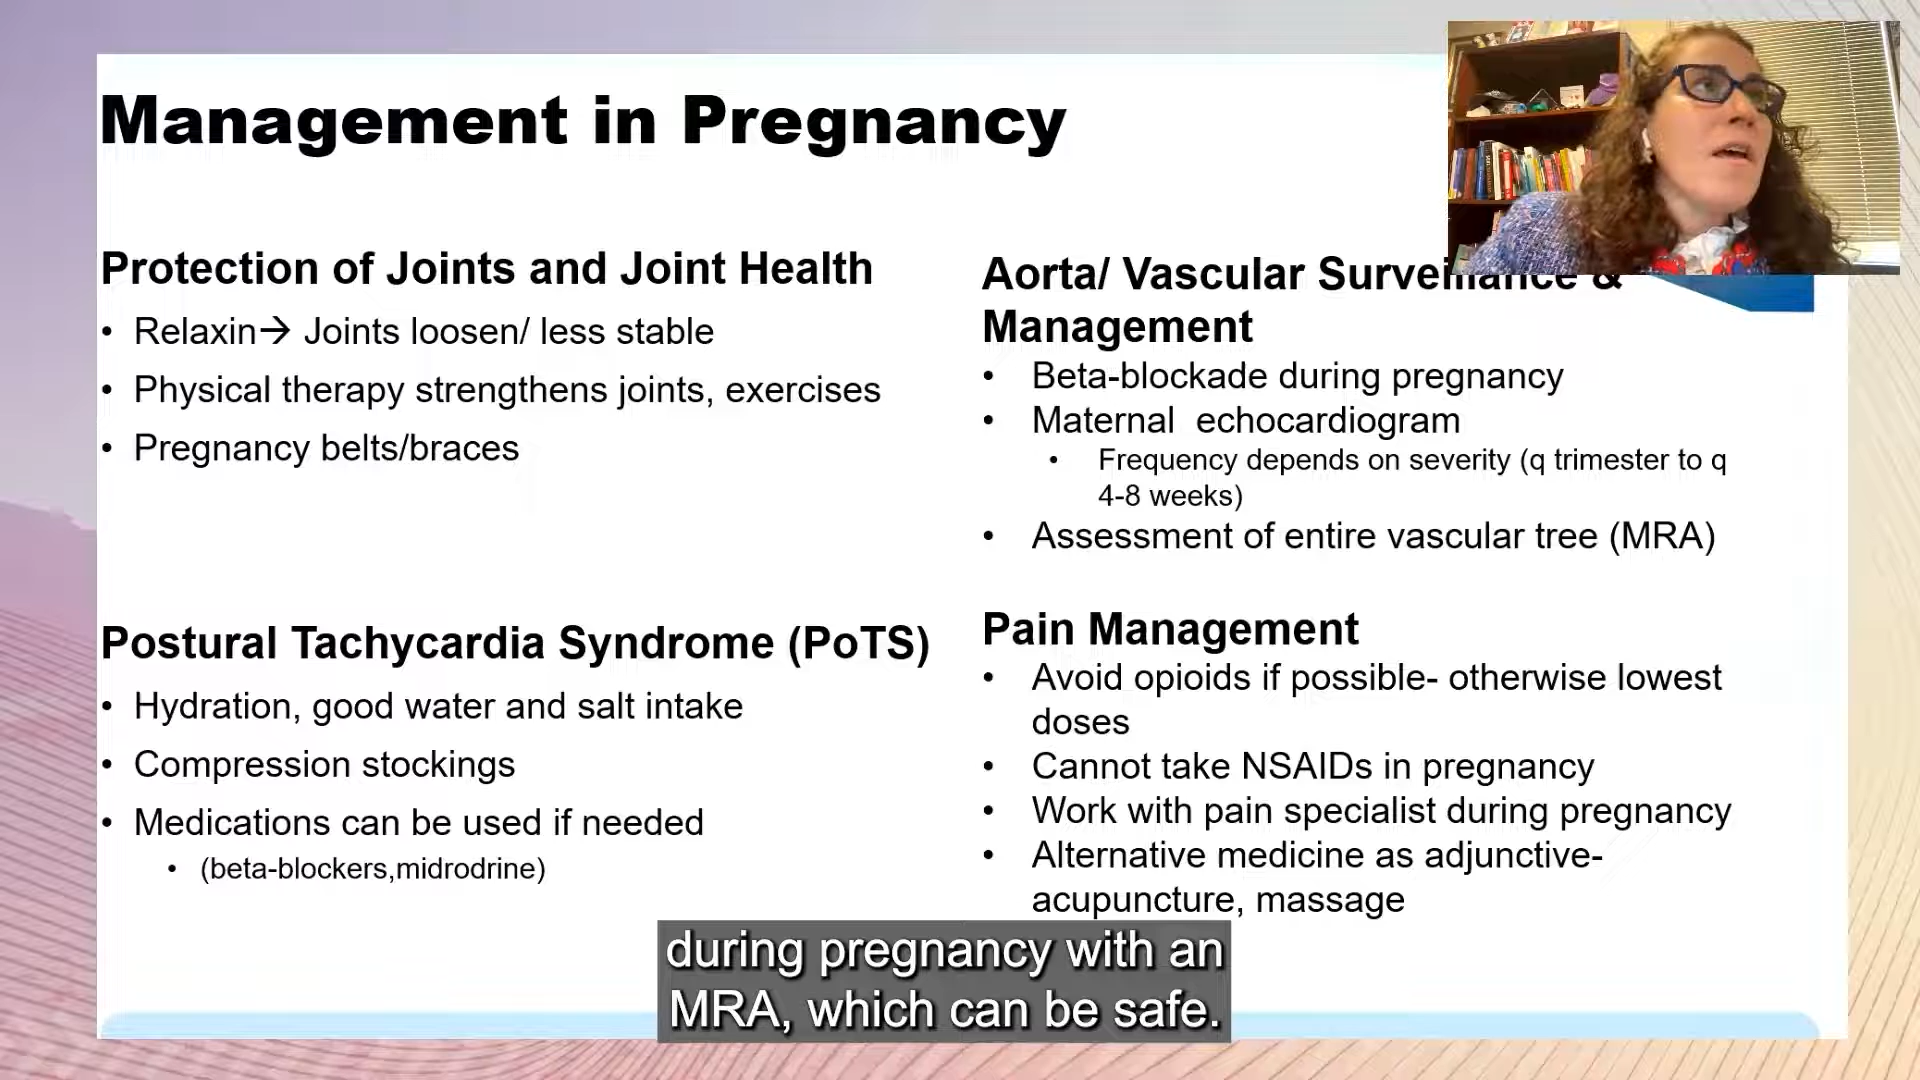 Management in Pregnancy
Protection of Joints and Joint Health
• Relaxin→ Joints loosen/ less stable
• Physical therapy strengthens joints, exercises
• Pregnancy belts/braces
Postural Tachycardia Syndrome (PoTS)
• Hydration, good water and salt intake
• Compression stockings
• Medications can be used if needed
• (beta-blockers,midrodrine)
Aorta/ Vascular Surveillance &
Management
• Beta-blockade during pregnancy
• Maternal echocardiogram
• Frequency depends on severity (q trimester to q
4-8 weeks)
• Assessment of entire vascular tree (MRA)
Pain Management
• Avoid opioids if possible- otherwise lowest
doses
• Cannot take NSAIDs in pregnancy
• Work with pain specialist during pregnancy
• Alternative medicine as adjunctive-
acupuncture, massage
during pregnancy with an
MRA, which can be safe.